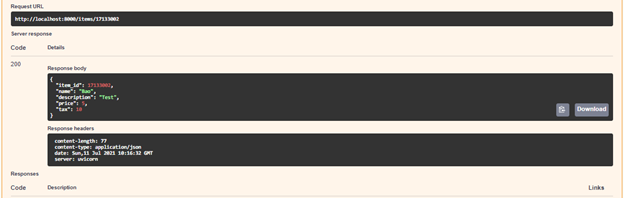 Request URL
http://localhost:8000/items/17133002
Server response
Code Details
200
Response body
{
"item_id": 17133002,
"name": "Bao",
"description": "Test",
"price": 5,
"tax": 10
}
Download
Response headers
content-length: 77
content-type: application/json
date: Sun,11 Jul 2021 10:16:32 GMT
server: uvicorn
Responses
Code Description Links